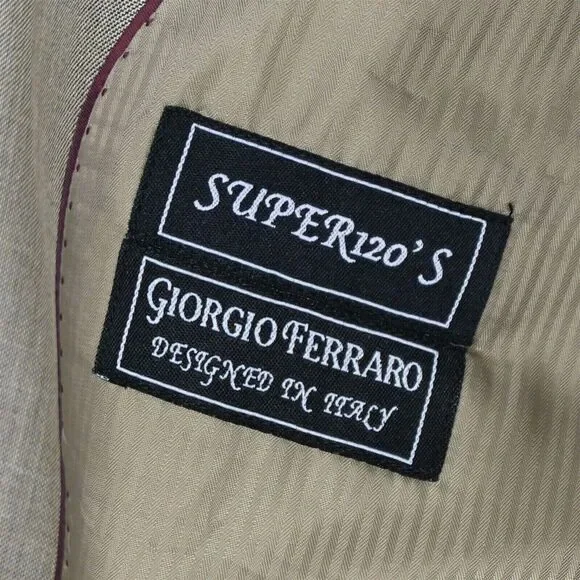 SUPER120'S
GIORGIO FERRARO
DESIGNED IN ITALY